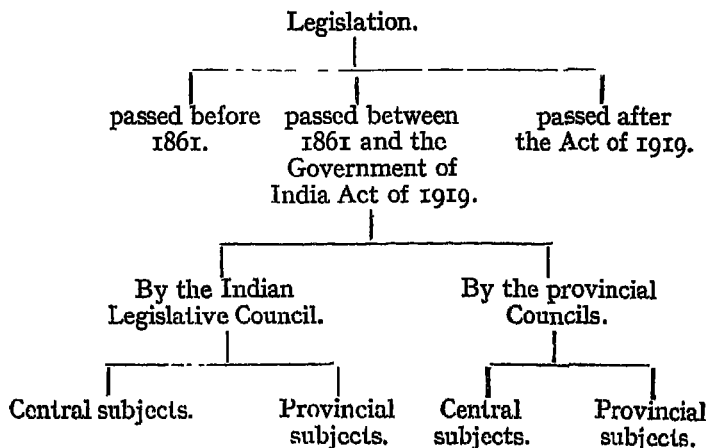 Legislation.
passed before
1861.
passed between
1861 and the
Government of
India Act of 1919.
passed after
the Act of 1919.
By the Indian
Legislative Council.
By the provincial
Councils.
Central subjects.
Provincial
subjects.
Central
subjects.
Provincial
subjects.